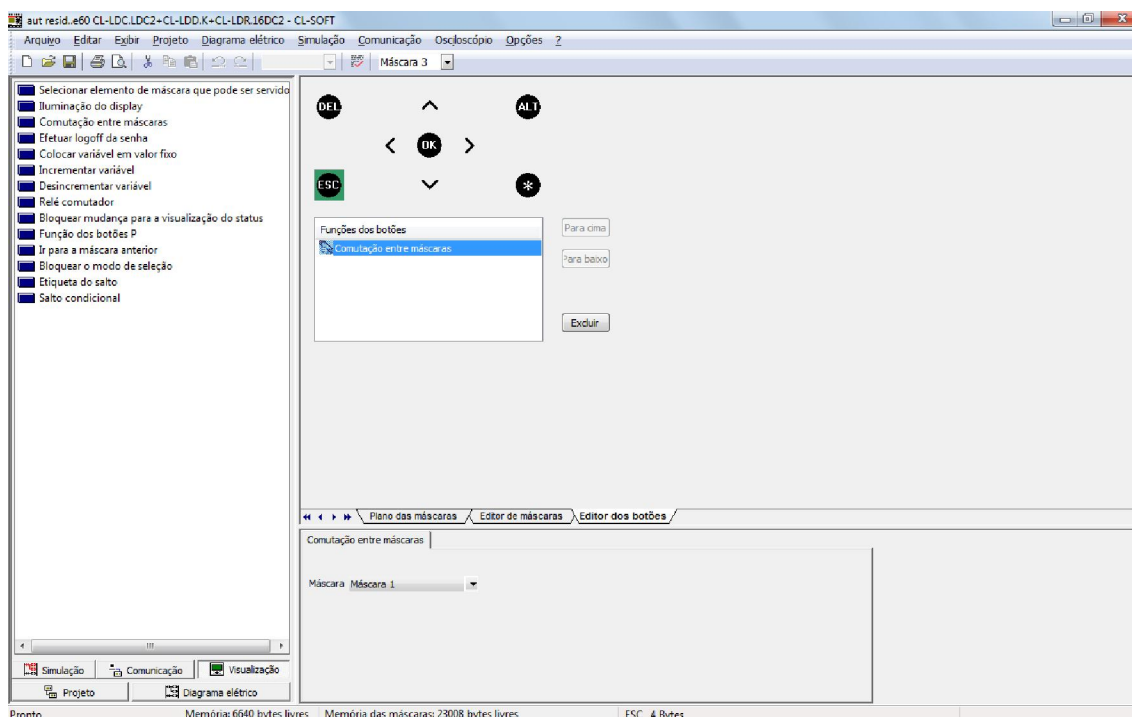 aut resid..e60 CL-LDC.LDC2+CL-LDD.K+CL-LDR.16DC2 - CL-SOFT
Arquivo Editar Exibir Projeto Diagrama elétrico Simulação Comunicação Osciloscópio Opções ?
Máscara 3
Selecionar elemento de máscara que pode ser servido
Iluminação do display
Comutação entre máscaras
Efetuar logoff da senha
Colocar variável em valor fixo
Incrementar variável
Desincrementar variável
Relé comutador
Bloquear mudança para a visualização do status
Função dos botões P
Ir para a máscara anterior
Bloquear o modo de seleção
Etiqueta do salto
Salto condicional
DEL ALT
OK
ESC *
Funções dos botões
Comutação entre máscaras
Para cima
Para baixo
Excluir
Plano das máscaras Editor de máscaras Editor dos botões
Comutação entre máscaras
Máscara Máscara 1
Simulação Comunicação Visualização
Projeto Diagrama elétrico
Pronto Memória: 6640 bytes livres Memória das máscaras: 23008 bytes livres ESC 4 Bytes